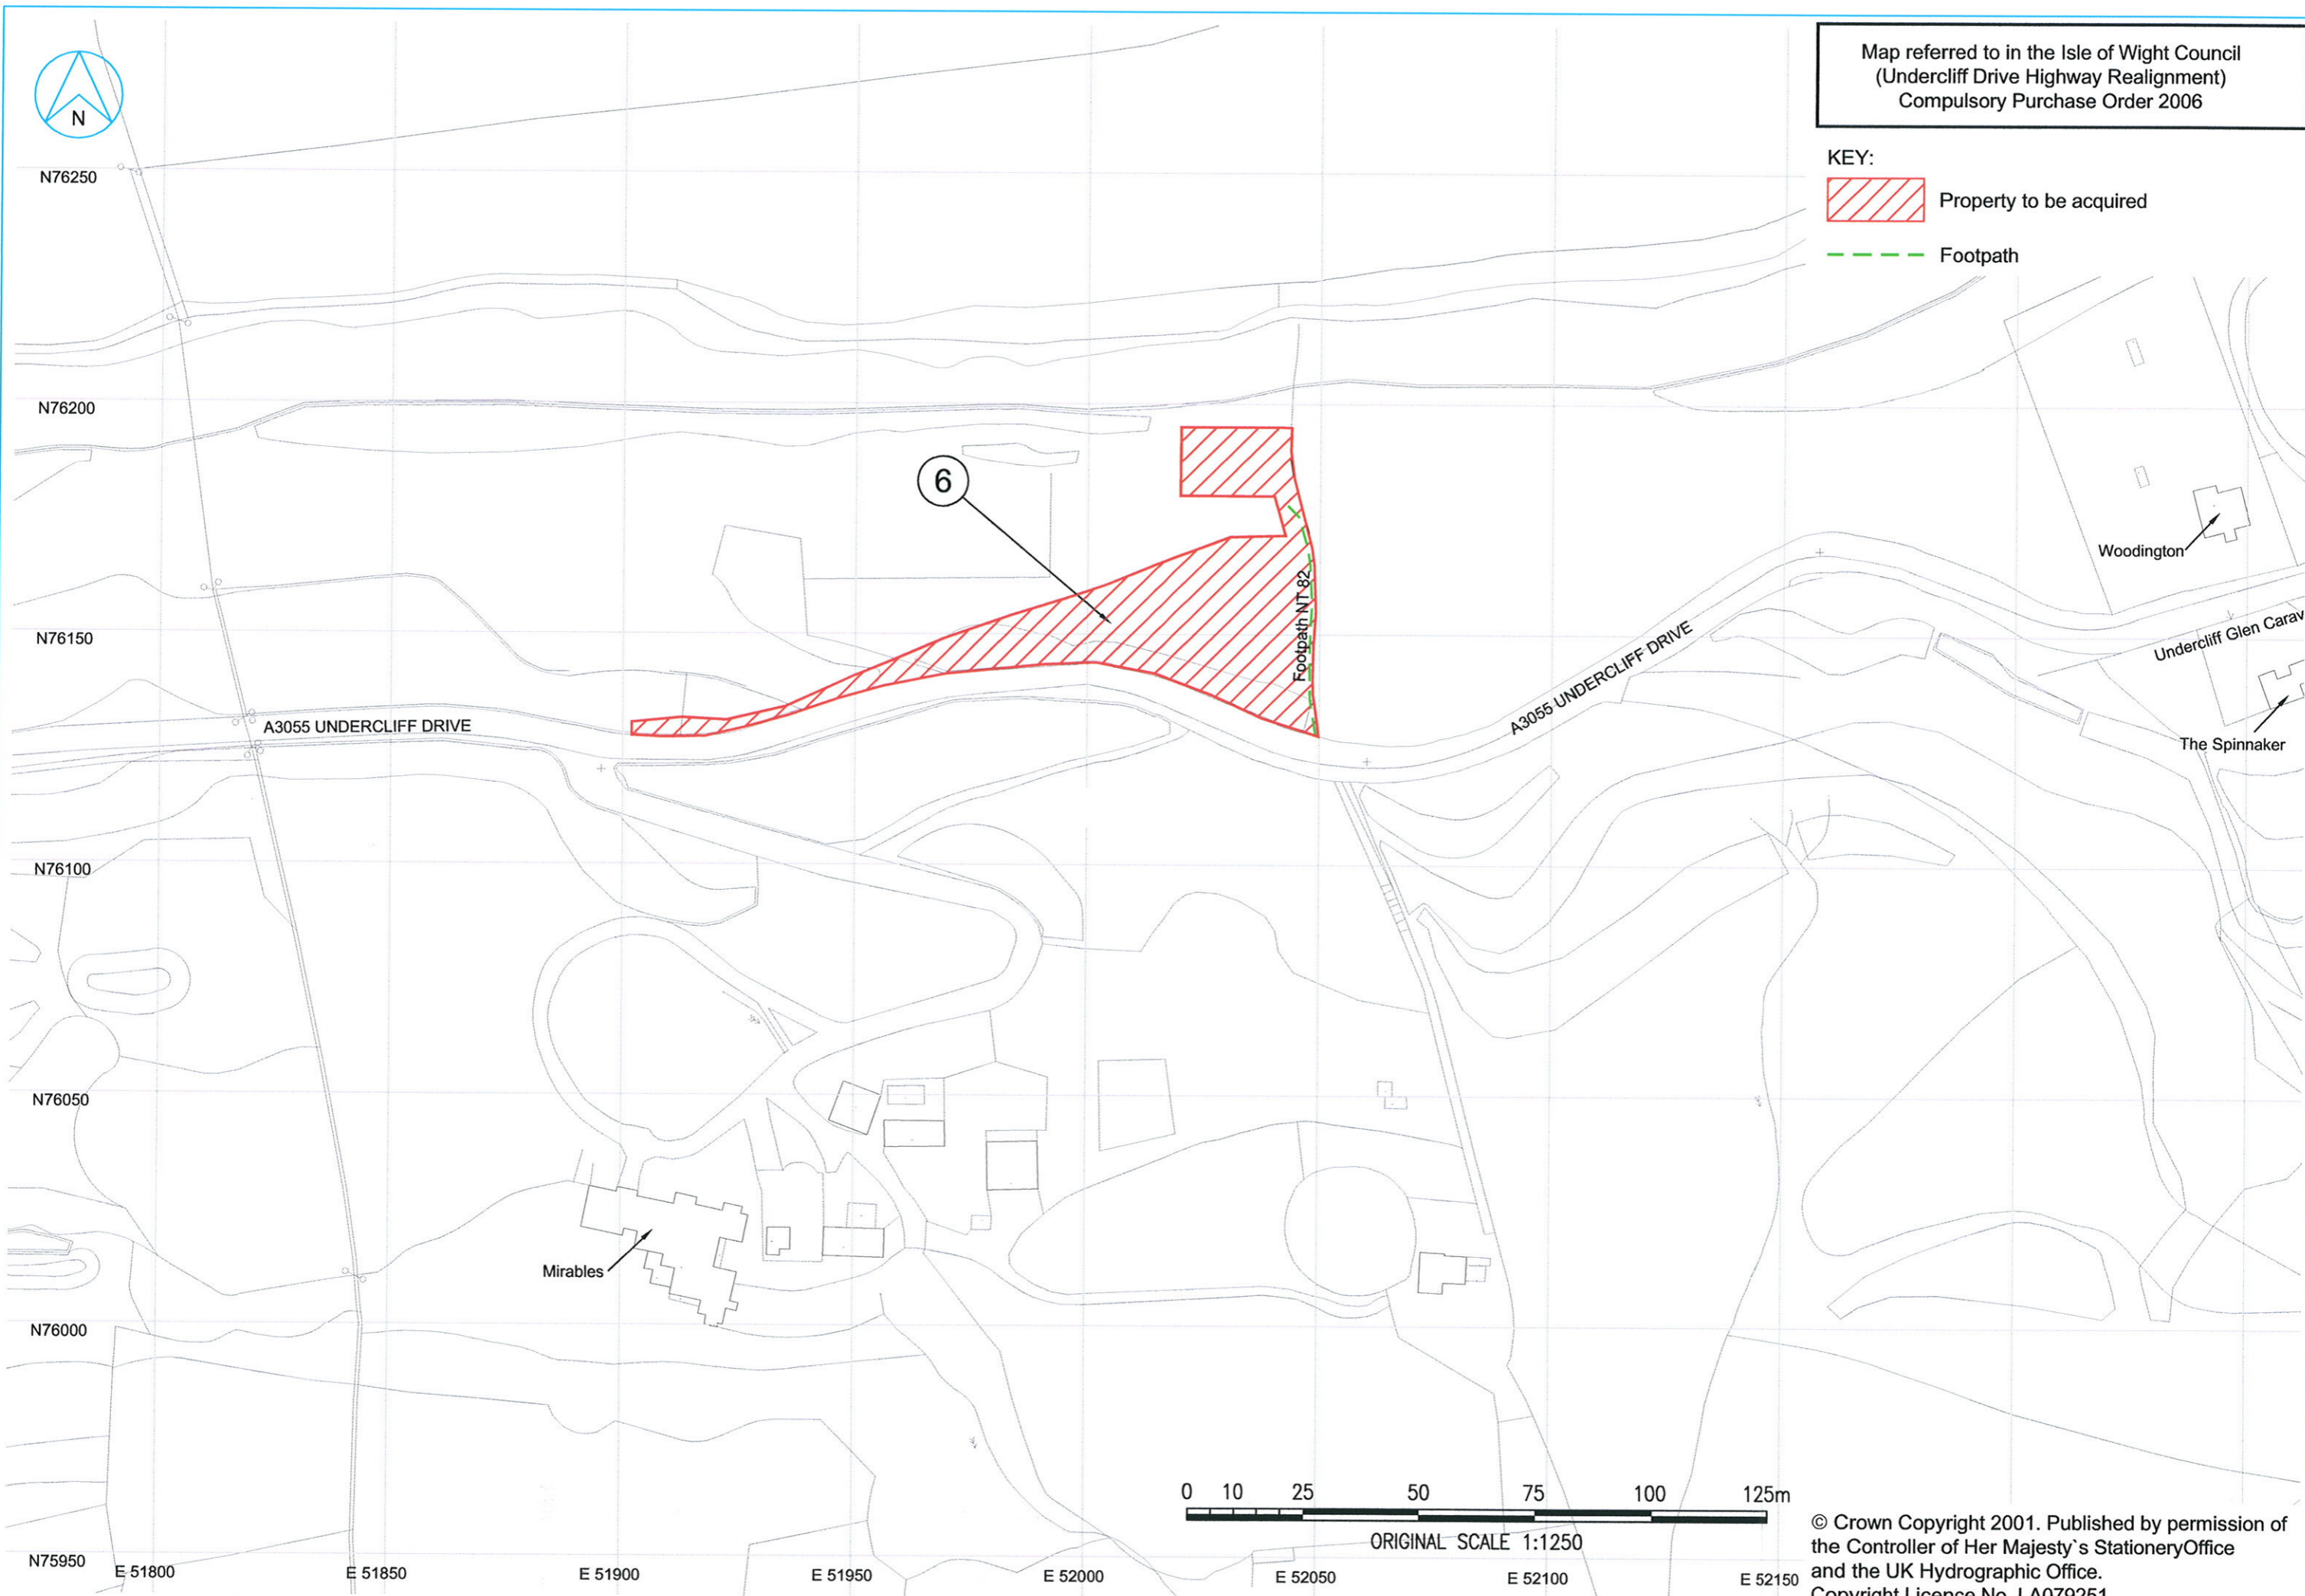 Map referred to in the Isle of Wight Council
(Undercliff Drive Highway Realignment)
Compulsory Purchase Order 2006
KEY:
Property to be acquired
Footpath
N
N76250
N76200
N76150
N76100
N76050
N76000
N75950
6
Footpath NT 82
A3055 UNDERCLIFF DRIVE
A3055 UNDERCLIFF DRIVE
Woodington
Undercliff Glen Carav
The Spinnaker
Mirables
0 10 25 50 75 100 125m
ORIGINAL SCALE 1:1250
E 51800 E 51850 E 51900 E 51950 E 52000 E 52050 E 52100 E 52150
© Crown Copyright 2001. Published by permission of
the Controller of Her Majesty`s StationeryOffice
and the UK Hydrographic Office.
Copyright Licence No. LA079251